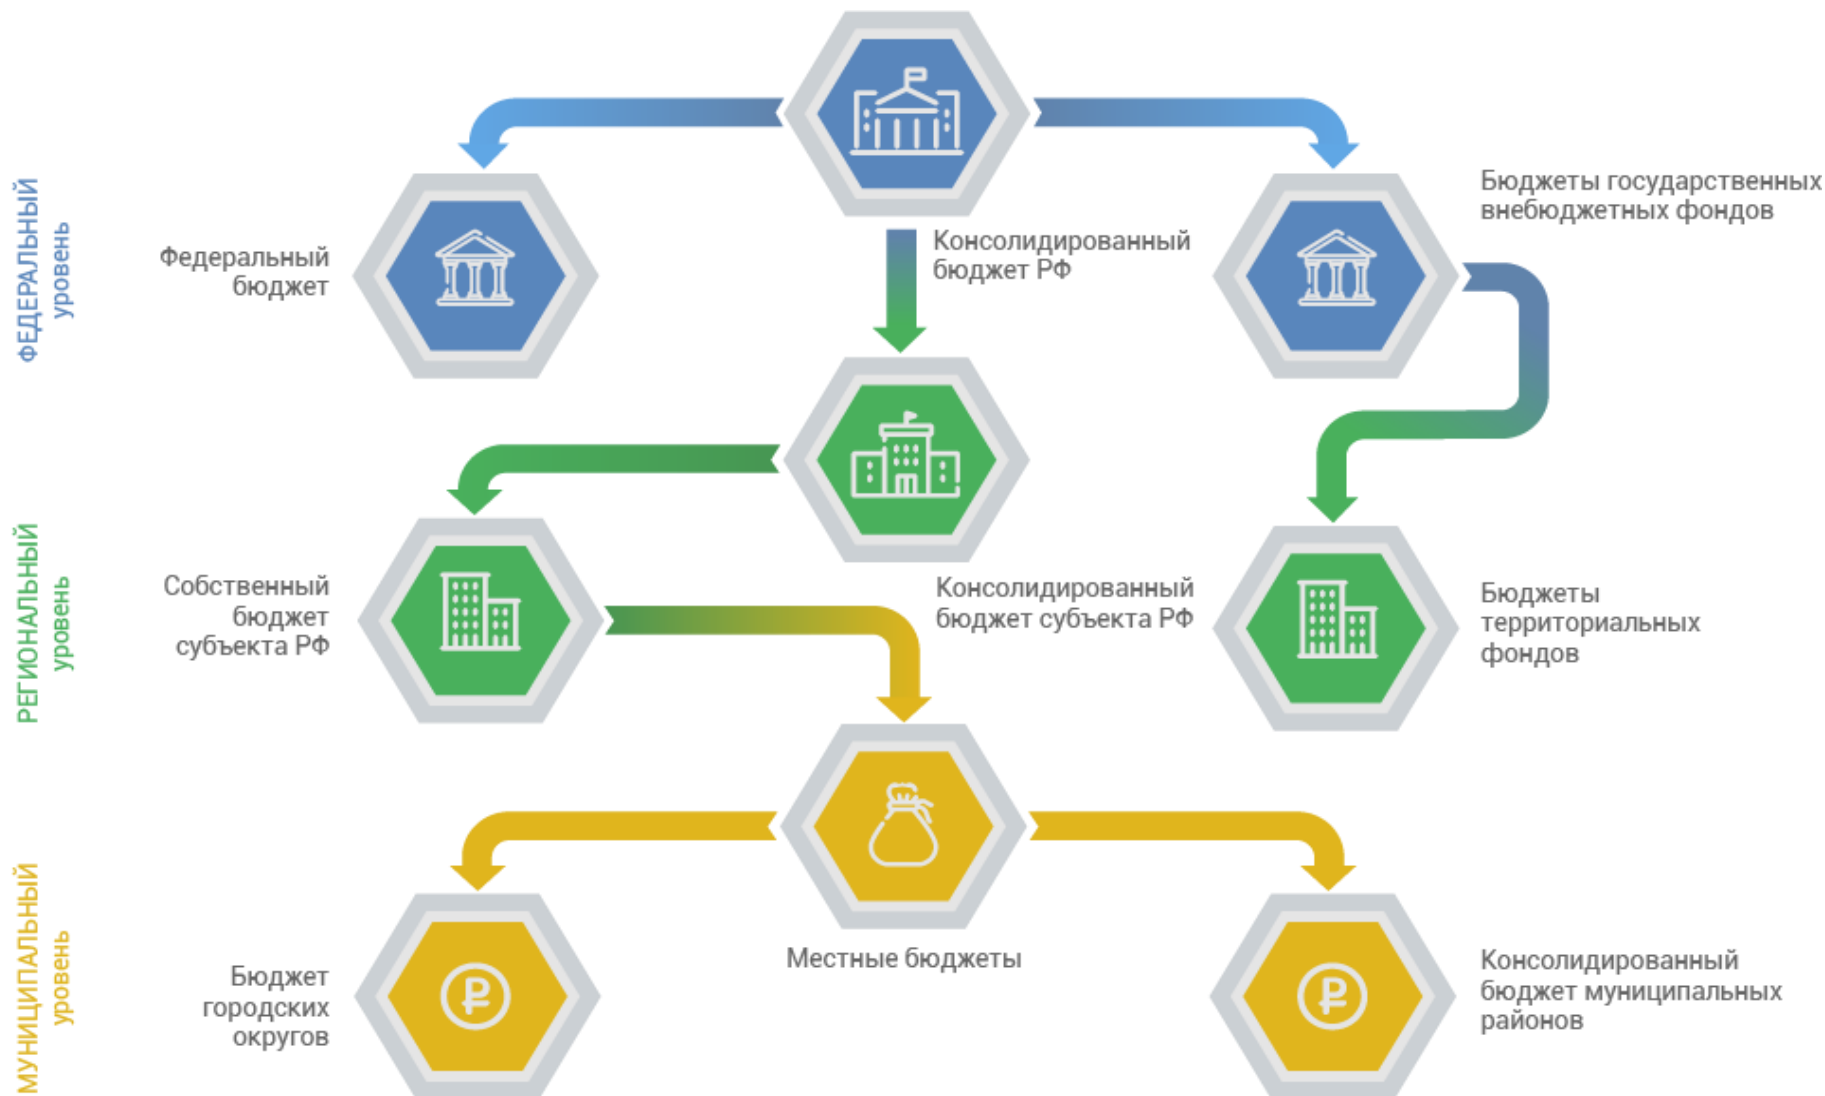 ФЕДЕРАЛЬНЫЙ
уровень
Федеральный
бюджет
Консолидированный
бюджет РФ
Бюджеты государственных
внебюджетных фондов
РЕГИОНАЛЬНЫЙ
уровень
Собственный
бюджет
субъекта РФ
Консолидированный
бюджет субъекта РФ
Бюджеты
территориальных
фондов
МУНИЦИПАЛЬНЫЙ
уровень
Бюджет
городских
округов
Местные бюджеты
Консолидированный
бюджет муниципальных
районов